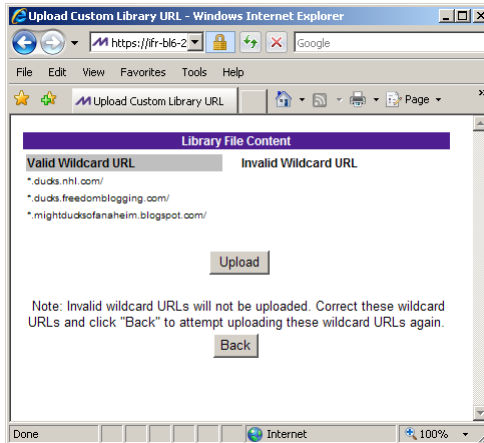 Upload Custom Library URL - Windows Internet Explorer
https://ifr-bl6-2
Google
File Edit View Favorites Tools Help
Upload Custom Library URL
Page
Library File Content
Valid Wildcard URL Invalid Wildcard URL
*.ducks.nhl.com/
*.ducks.freedomblogging.com/
*.mightducksofanaheim.blogspot.com/
Upload
Note: Invalid wildcard URLs will not be uploaded. Correct these wildcard
URLs and click "Back" to attempt uploading these wildcard URLs again.
Back
Done Internet 100%